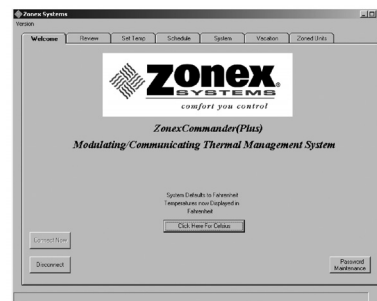 Zonex Systems
Version
Welcome
Review
Set Temp
Schedule
System
Vacation
Zoned Units
ZONEX®
SYSTEMS
comfort you control
ZonexCommander(Plus)
Modulating/Communicating Thermal Management System
System Defaults to Fahrenheit
Temperatures now Displayed in
Fahrenheit
Click Here For Celsius
Connect Now
Disconnect
Password
Maintenance